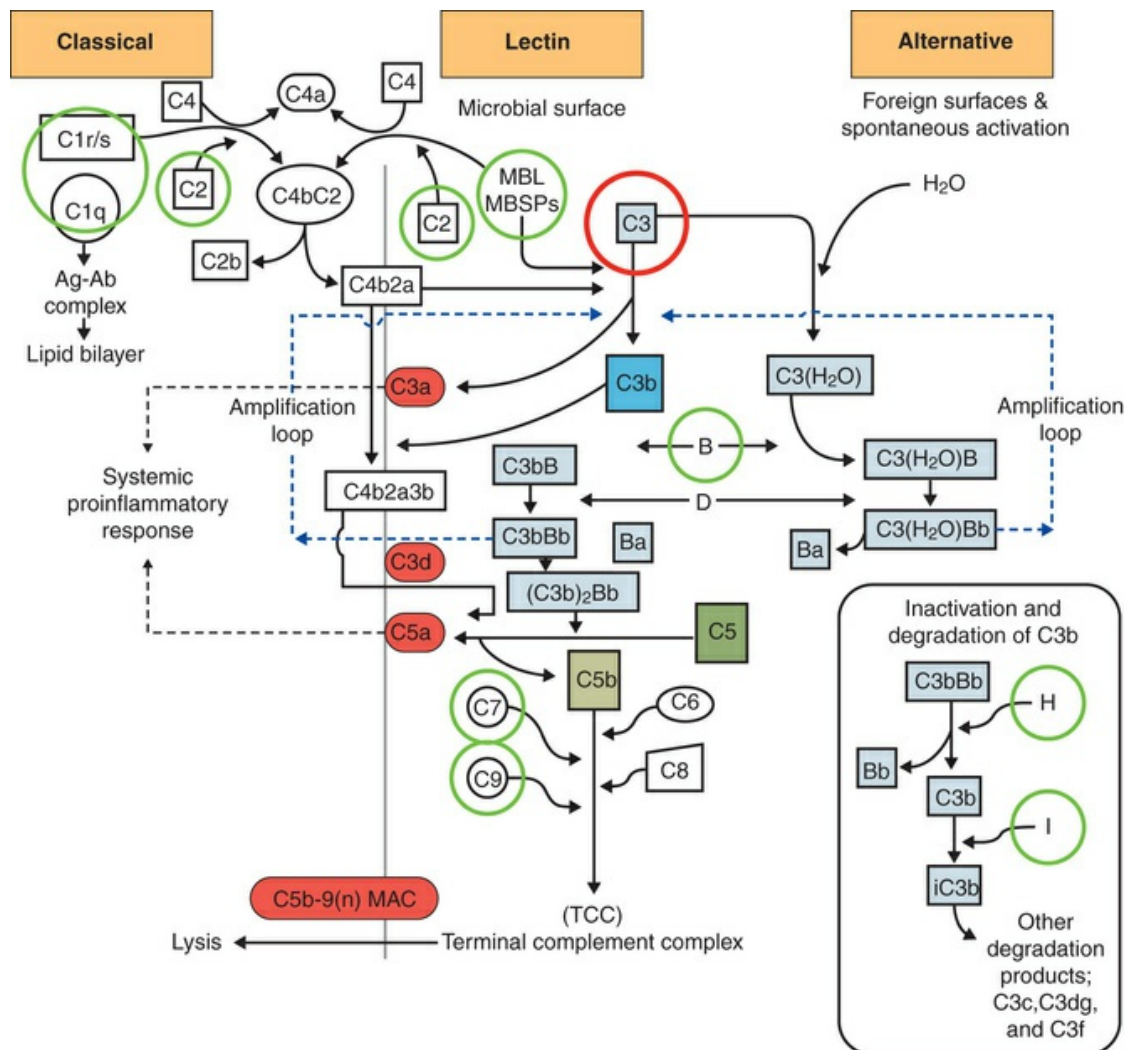 Classical
Lectin
Alternative
C4
C4a
C4
Microbial surface
Foreign surfaces &
spontaneous activation
C1r/s
C1q
C2
C4bC2
C2
MBL
MBSPs
C3
H₂O
C2b
C4b2a
Ag-Ab
complex
Lipid bilayer
C3a
C3b
C3(H₂O)
Amplification
loop
Amplification
loop
B
C3bB
C3(H₂O)B
Systemic
proinflammatory
response
C4b2a3b
D
C3bBb
Ba
Ba
C3(H₂O)Bb
C3d
(C3b)₂Bb
C5a
C5
C5b
C7
C6
C9
C8
Inactivation and
degradation of C3b
C3bBb
H
Bb
C3b
I
iC3b
Other
degradation
products;
C3c,C3dg,
and C3f
C5b-9(n) MAC
(TCC)
Lysis
Terminal complement complex